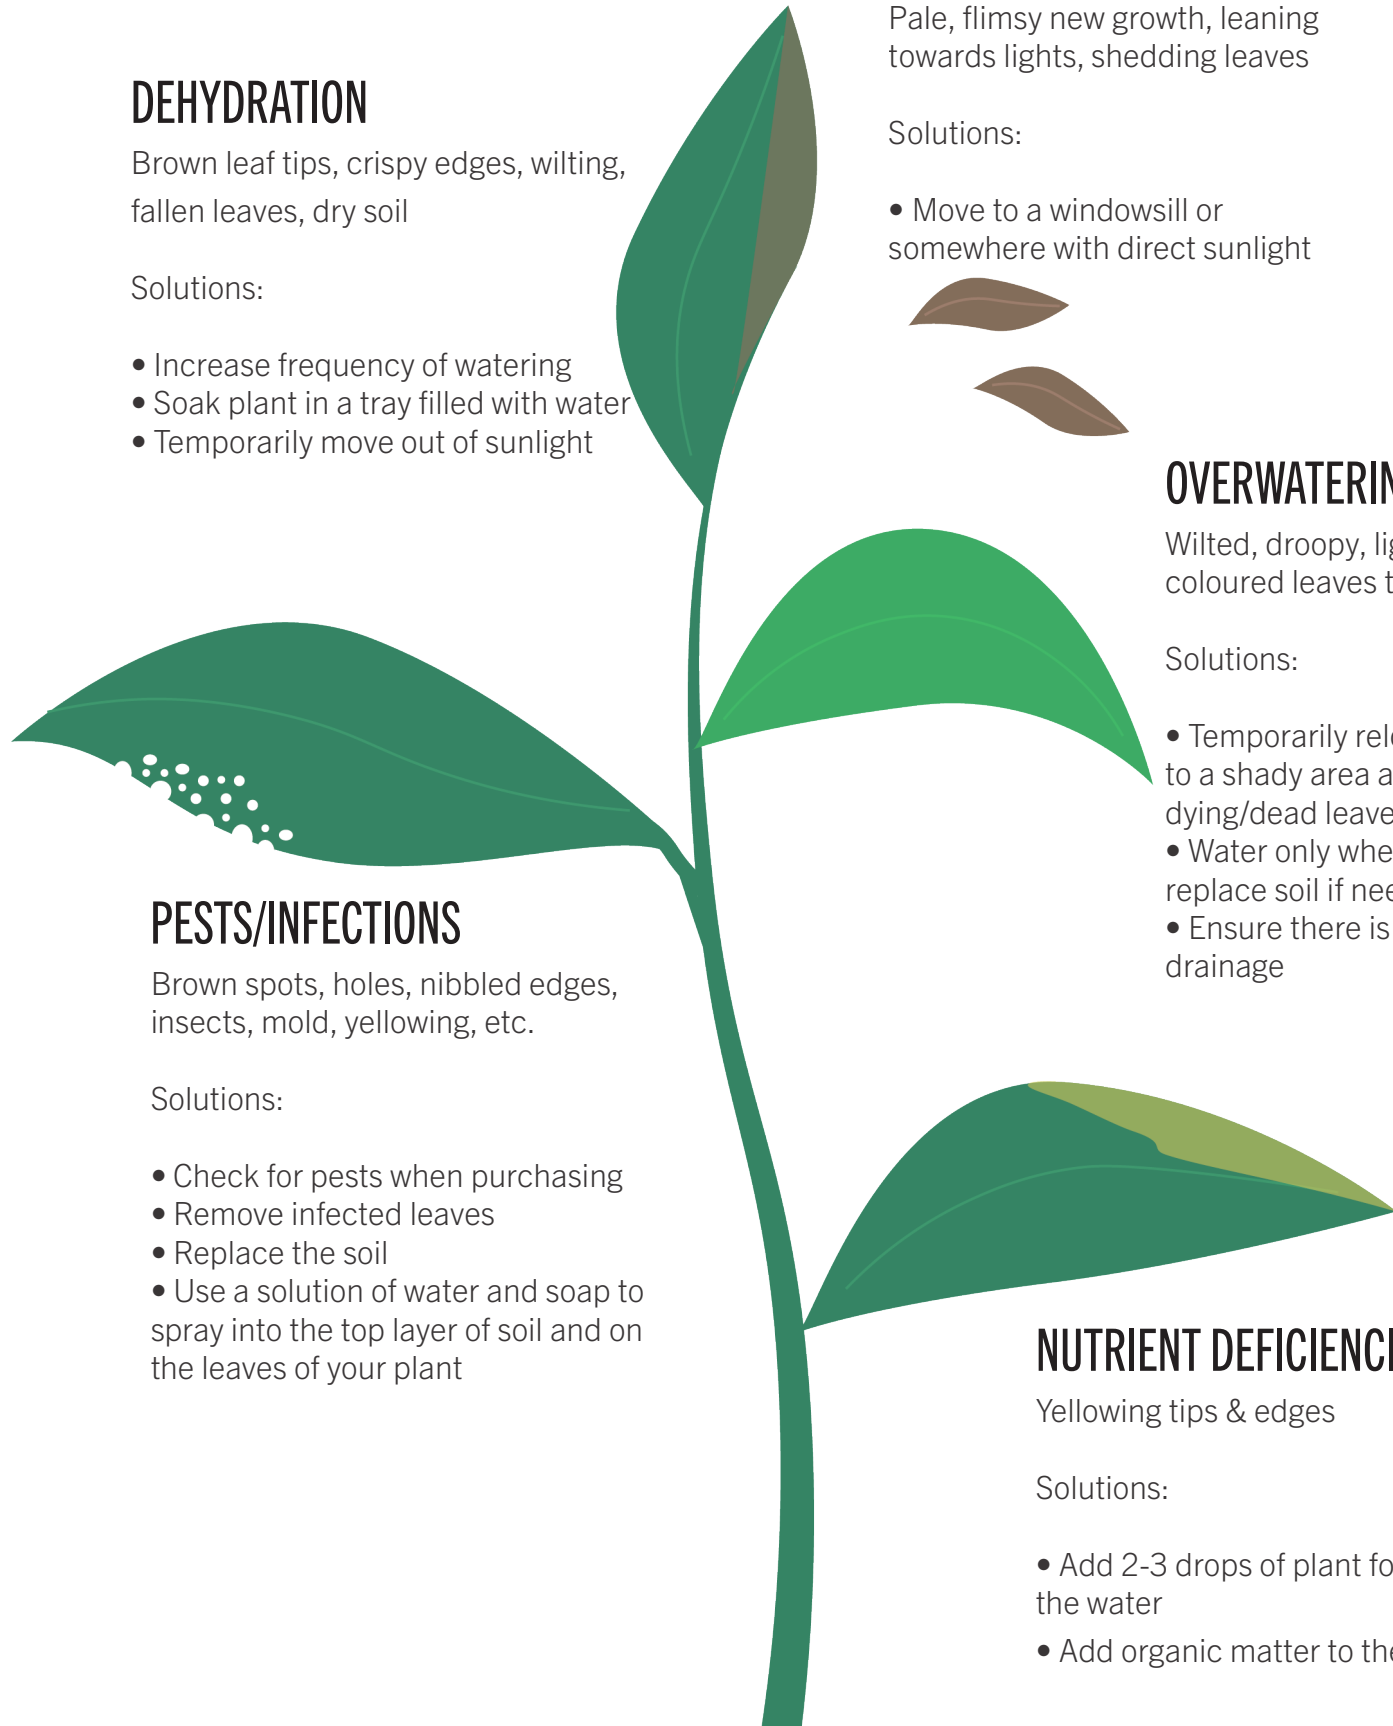 Pale, flimsy new growth, leaning
towards lights, shedding leaves
Solutions:
• Move to a windowsill or
somewhere with direct sunlight
DEHYDRATION
Brown leaf tips, crispy edges, wilting,
fallen leaves, dry soil
Solutions:
• Increase frequency of watering
• Soak plant in a tray filled with water
• Temporarily move out of sunlight
Wilted, droopy,
coloured leaves
Solutions:
• Temporarily
to a shady area
dying/dead
• Water only
replace soil if
• Ensure there is
drainage
PESTS/INFECTIONS
Brown spots, holes, nibbled edges,
insects, mold, yellowing, etc.
Solutions:
• Check for pests when purchasing
• Remove infected leaves
• Replace the soil
• Use a solution of water and soap to
spray into the top layer of soil and on
the leaves of your plant
NUTRIENT
Yellowing tips & edges
Solutions:
• Add 2-3 drops of plant
the water
• Add organic matter to